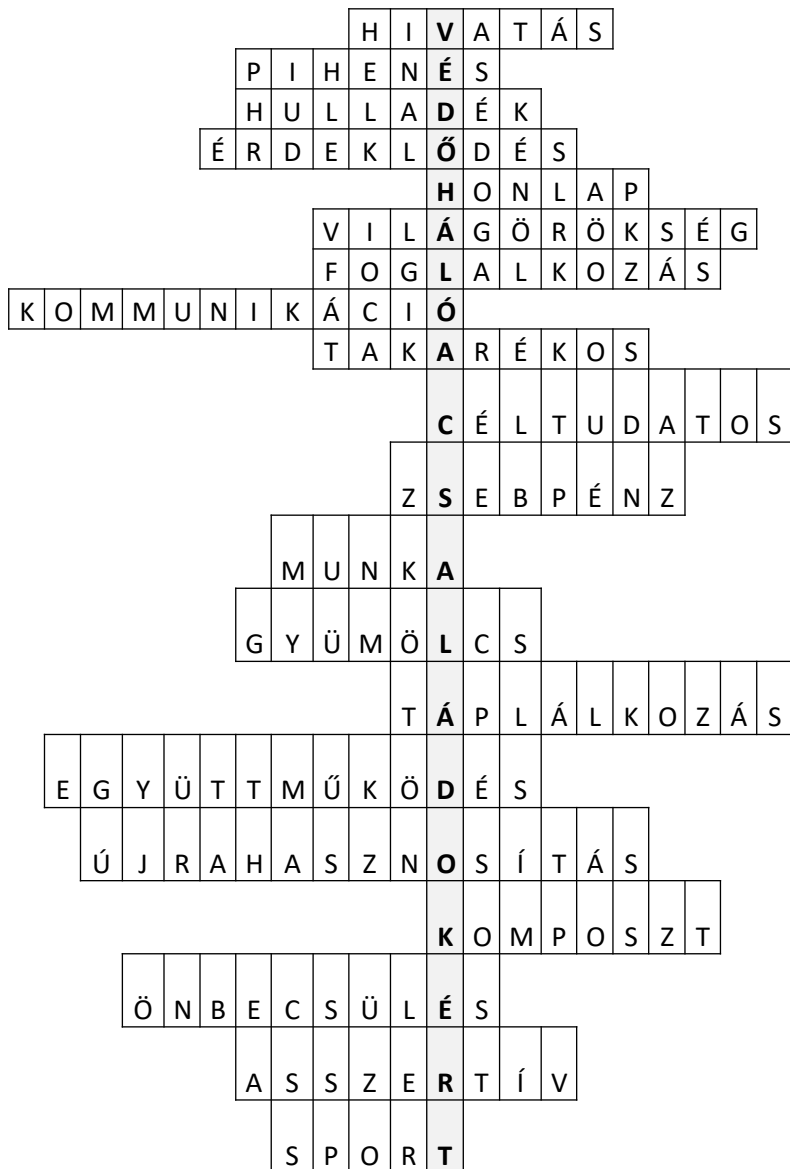 HIVATÁS
PIHENÉS
HULLADÉK
ÉRDEKLŐDÉS
HONLAP
VILÁGÖRÖKSÉG
FOGLALKOZÁS
KOMMUNIKÁCIÓ
TAKARÉKOS
CÉLTUDATOS
ZSEBPÉNZ
MUNKA
GYÜMÖLCS
TÁPLÁLKOZÁS
EGYÜTTMŰKÖDÉS
ÚJRAHASZNOSÍTÁS
KOMPOSZT
ÖNBECSÜLÉS
ASSZERTÍV
SPORT